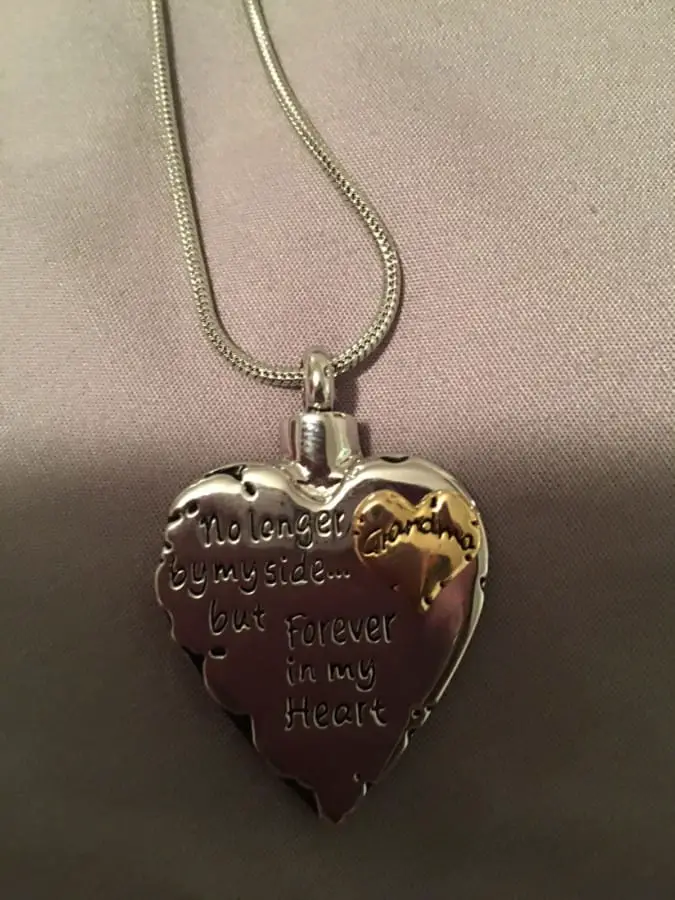 No longer
by my side...
but
Forever
in my
Heart
Grandma